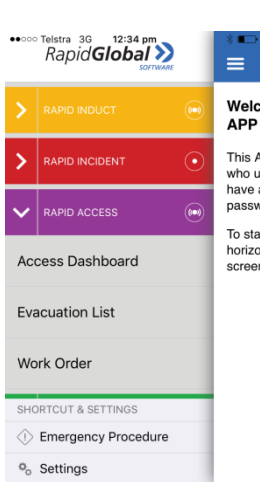 Telstra 3G 12:34 pm
RapidGlobal
SOFTWARE
RAPID INDUCT
RAPID INCIDENT
RAPID ACCESS
Access Dashboard
Evacuation List
Work Order
SHORTCUT & SETTINGS
Emergency Procedure
Settings
Welc
APP
This A
who u
have a
passw
To sta
horizo
screen